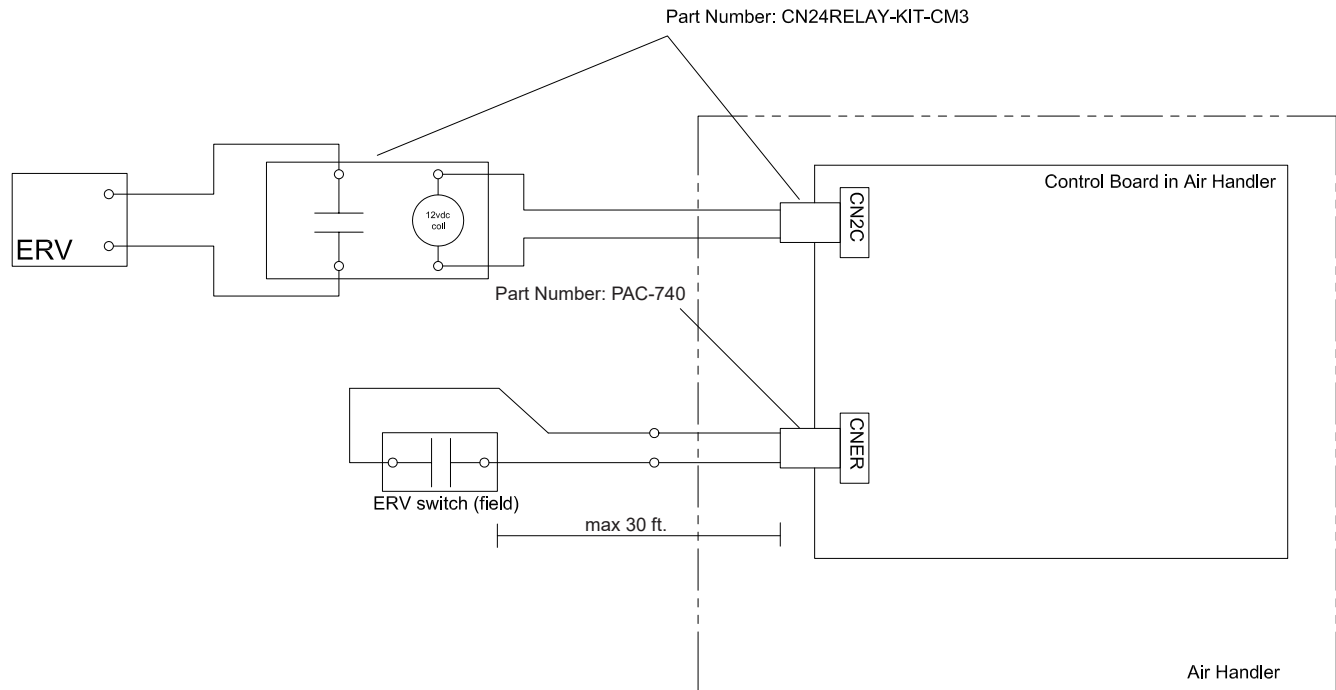 Part Number: CN24RELAY-KIT-CM3
Control Board in Air Handler
CN2C
12vdc
coil
ERV
Part Number: PAC-740
CNER
ERV switch (field)
max 30 ft.
Air Handler